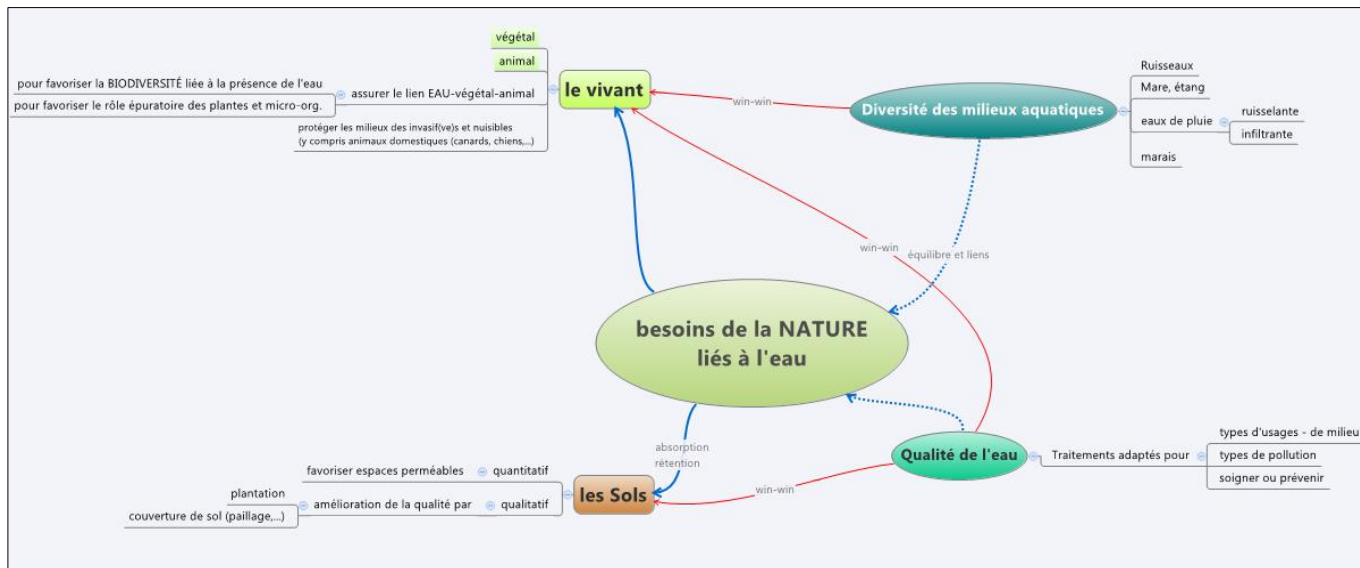 végétal
animal
pour favoriser la BIODIVERSITÉ liée à la présence de l'eau
pour favoriser le rôle épuratoire des plantes et micro-org.
assurer le lien EAU-végétal-animal
protéger les milieux des invasif(ve)s et nuisibles
(y compris animaux domestiques (canards, chiens,...)
le vivant
win-win
Diversité des milieux aquatiques
Ruisseaux
Mare, étang
eaux de pluie
ruisselante
infiltrante
marais
win-win
équilibre et liens
besoins de la NATURE
liés à l'eau
absorption
rétention
favoriser espaces perméables
quantitatif
plantation
couverture de sol (paillage,...)
amélioration de la qualité par
qualitatif
les Sols
win-win
Qualité de l'eau
Traitements adaptés pour
types d'usages - de milieu
types de pollution
soigner ou prévenir